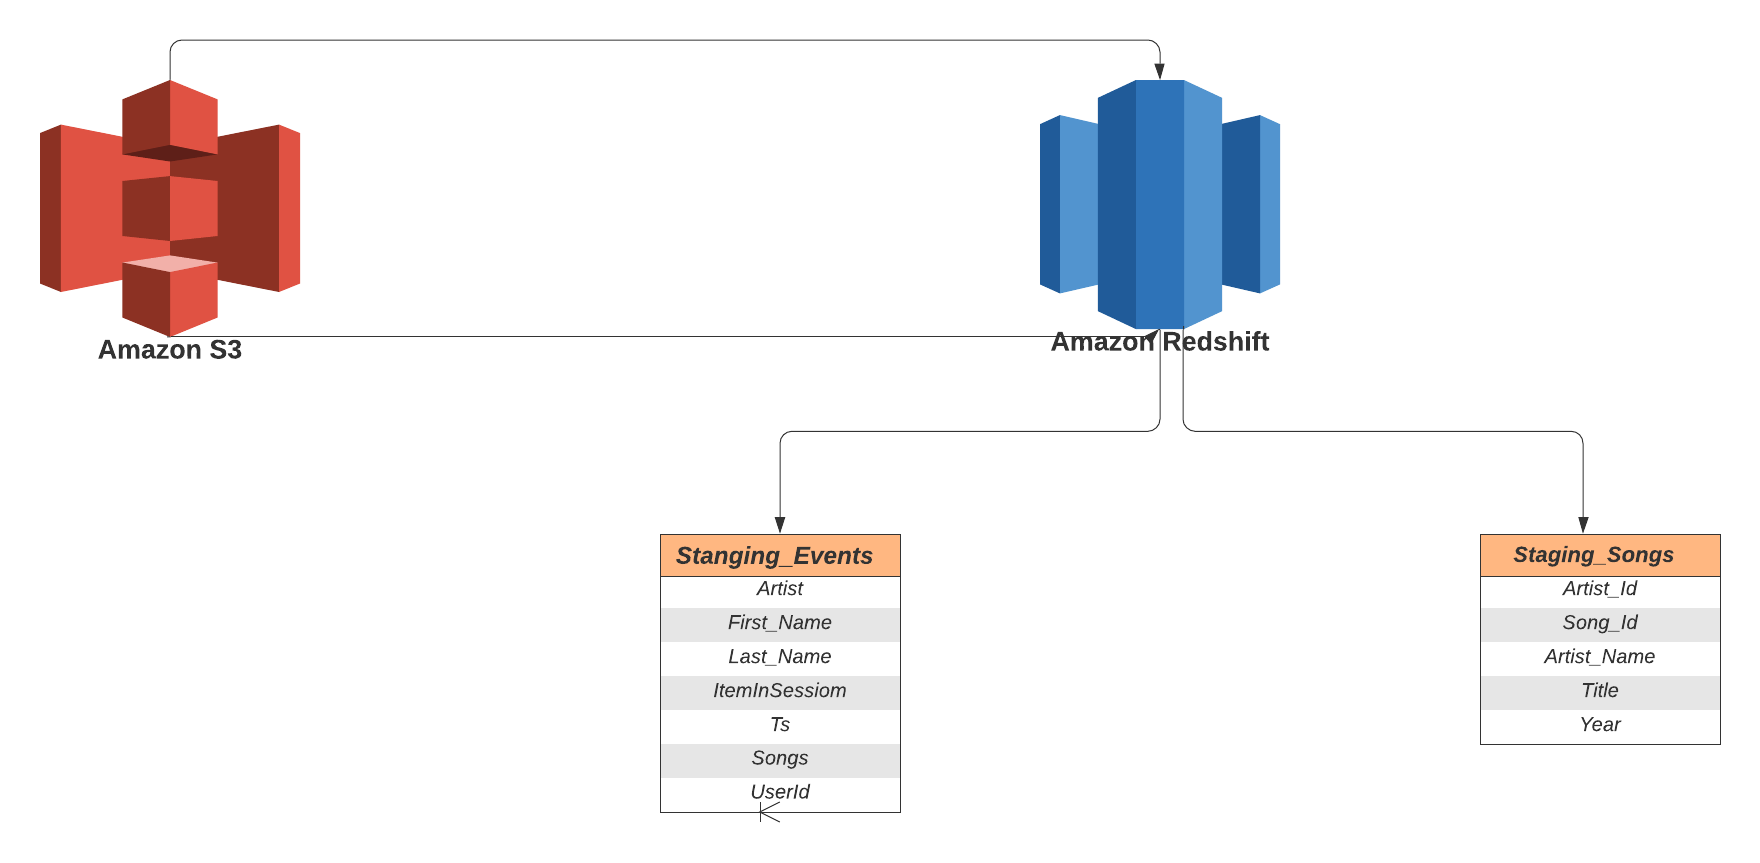 Amazon S3
Amazon Redshift
Stanging_Events
Artist
First_Name
Last_Name
ItemInSessiom
Ts
Songs
UserId
Staging_Songs
Artist_Id
Song_Id
Artist_Name
Title
Year